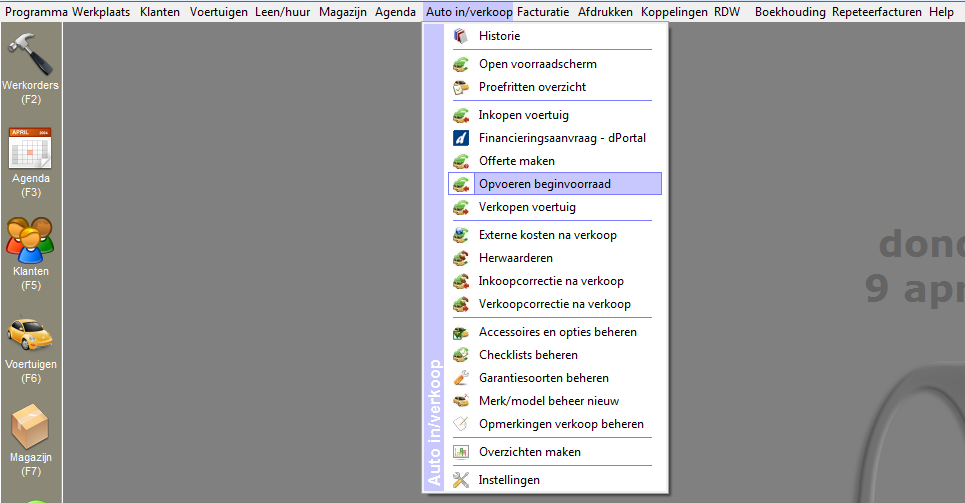 Programma Werkplaats Klanten Voertuigen Leen/huur Magazijn Agenda Auto in/verkoop Facturatie Afdrukken Koppelingen RDW Boekhouding Repeteerfacturen Help
Werkorders
(F2)
APRIL
Agenda
(F3)
Klanten
(F5)
Voertuigen
(F6)
Magazijn
(F7)
Auto in/verkoop
Historie
Open voorraadscherm
Proefritten overzicht
Inkopen voertuig
Financieringsaanvraag - dPortal
Offerte maken
Opvoeren beginvoorraad
Verkopen voertuig
Externe kosten na verkoop
Herwaarderen
Inkoopcorrectie na verkoop
Verkoopcorrectie na verkoop
Accessoires en opties beheren
Checklists beheren
Garantiesoorten beheren
Merk/model beheer nieuw
Opmerkingen verkoop beheren
Overzichten maken
Instellingen
dond
9 apr